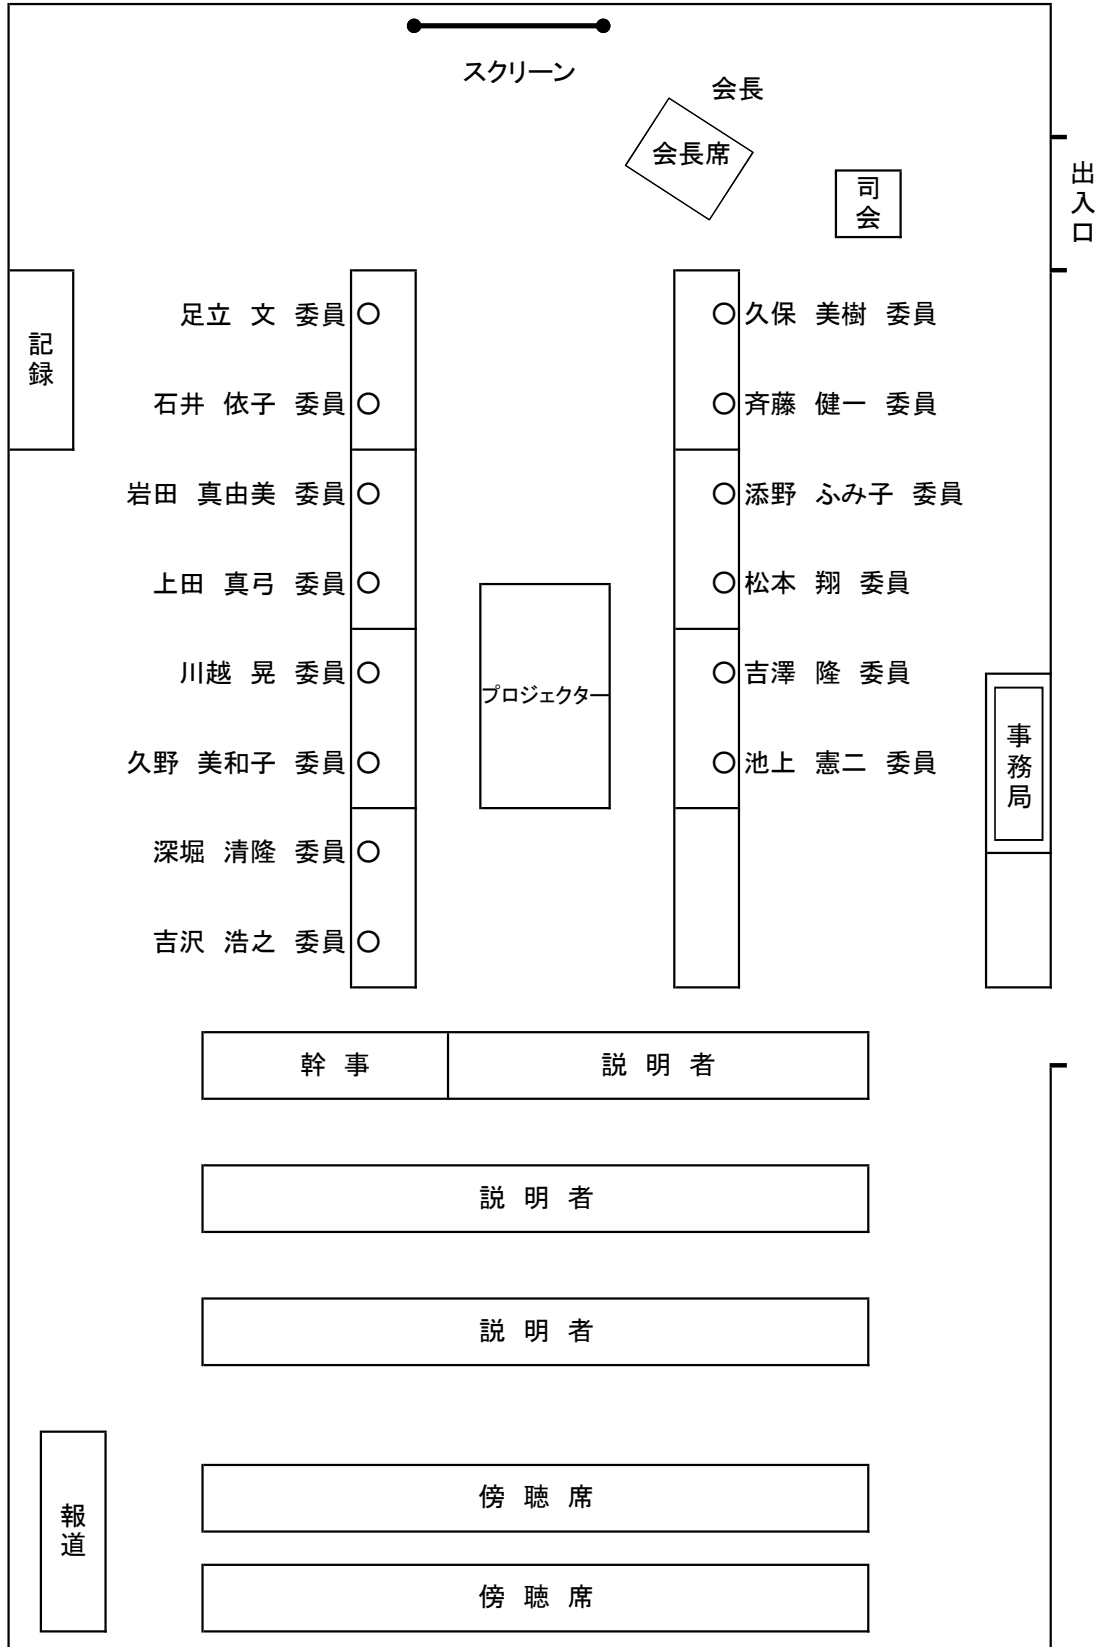 スクリーン
会長
会長席
司会
出入口
記録
足立 文 委員
久保 美樹 委員
石井 依子 委員
斉藤 健一 委員
岩田 真由美 委員
添野 ふみ子 委員
上田 真弓 委員
松本 翔 委員
川越 晃 委員
吉澤 隆 委員
プロジェクター
久野 美和子 委員
池上 憲二 委員
事務局
深堀 清隆 委員
吉沢 浩之 委員
幹事
説明者
説明者
説明者
報道
傍聴席
傍聴席